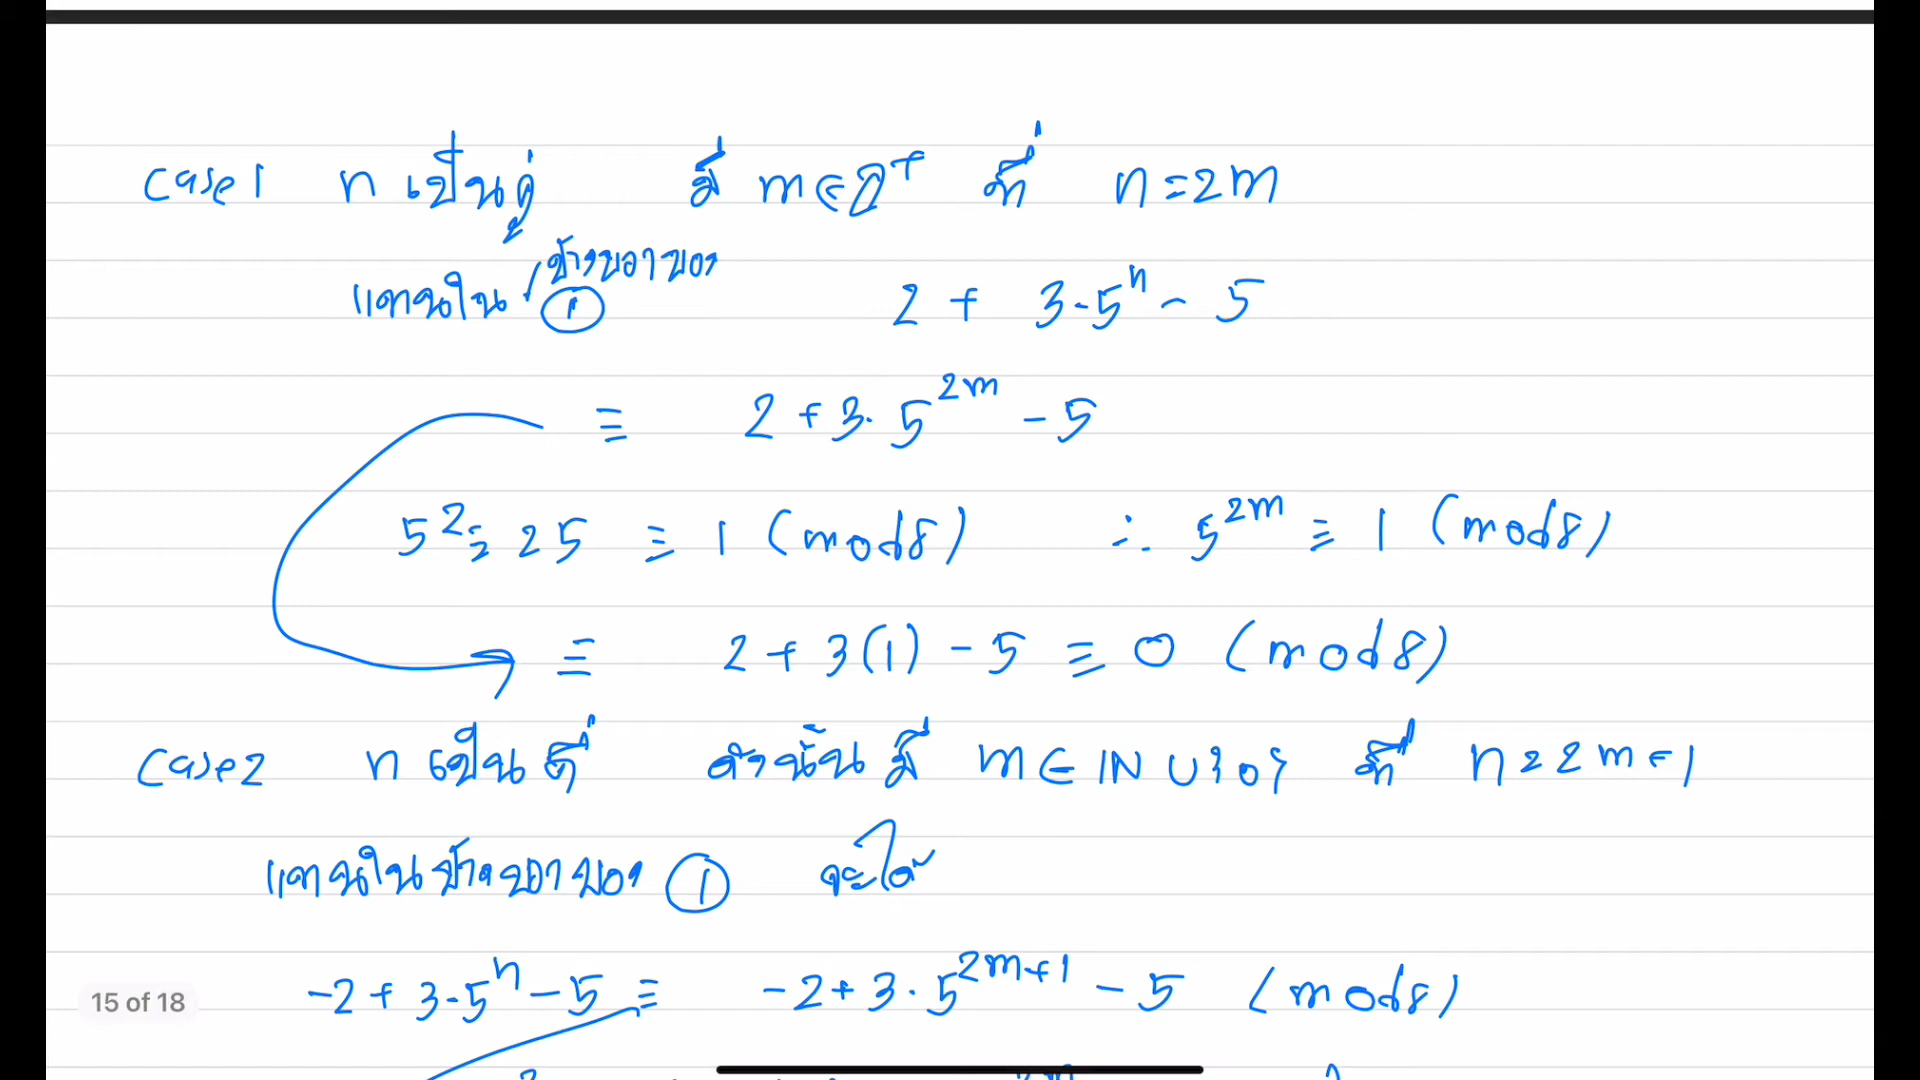 case 1 n เป็นคู่ มี m ∈ ℤ⁺ ที่ n = 2m
แทนใน ข้างขวาของ ① 2 + 3·5ⁿ - 5
≡ 2 + 3·5²ᵐ - 5
5² = 25 ≡ 1 (mod 8) ∴ 5²ᵐ ≡ 1 (mod 8)
≡ 2 + 3(1) - 5 ≡ 0 (mod 8)
case 2 n เป็นคี่ ดังนั้นมี m ∈ ℕ ∪ {0} ที่ n = 2m+1
แทนในข้างขวาของ ① จะได้
-2 + 3·5ⁿ - 5 ≡ -2 + 3·5²ᵐ⁺¹ - 5 (mod 8)
15 of 18